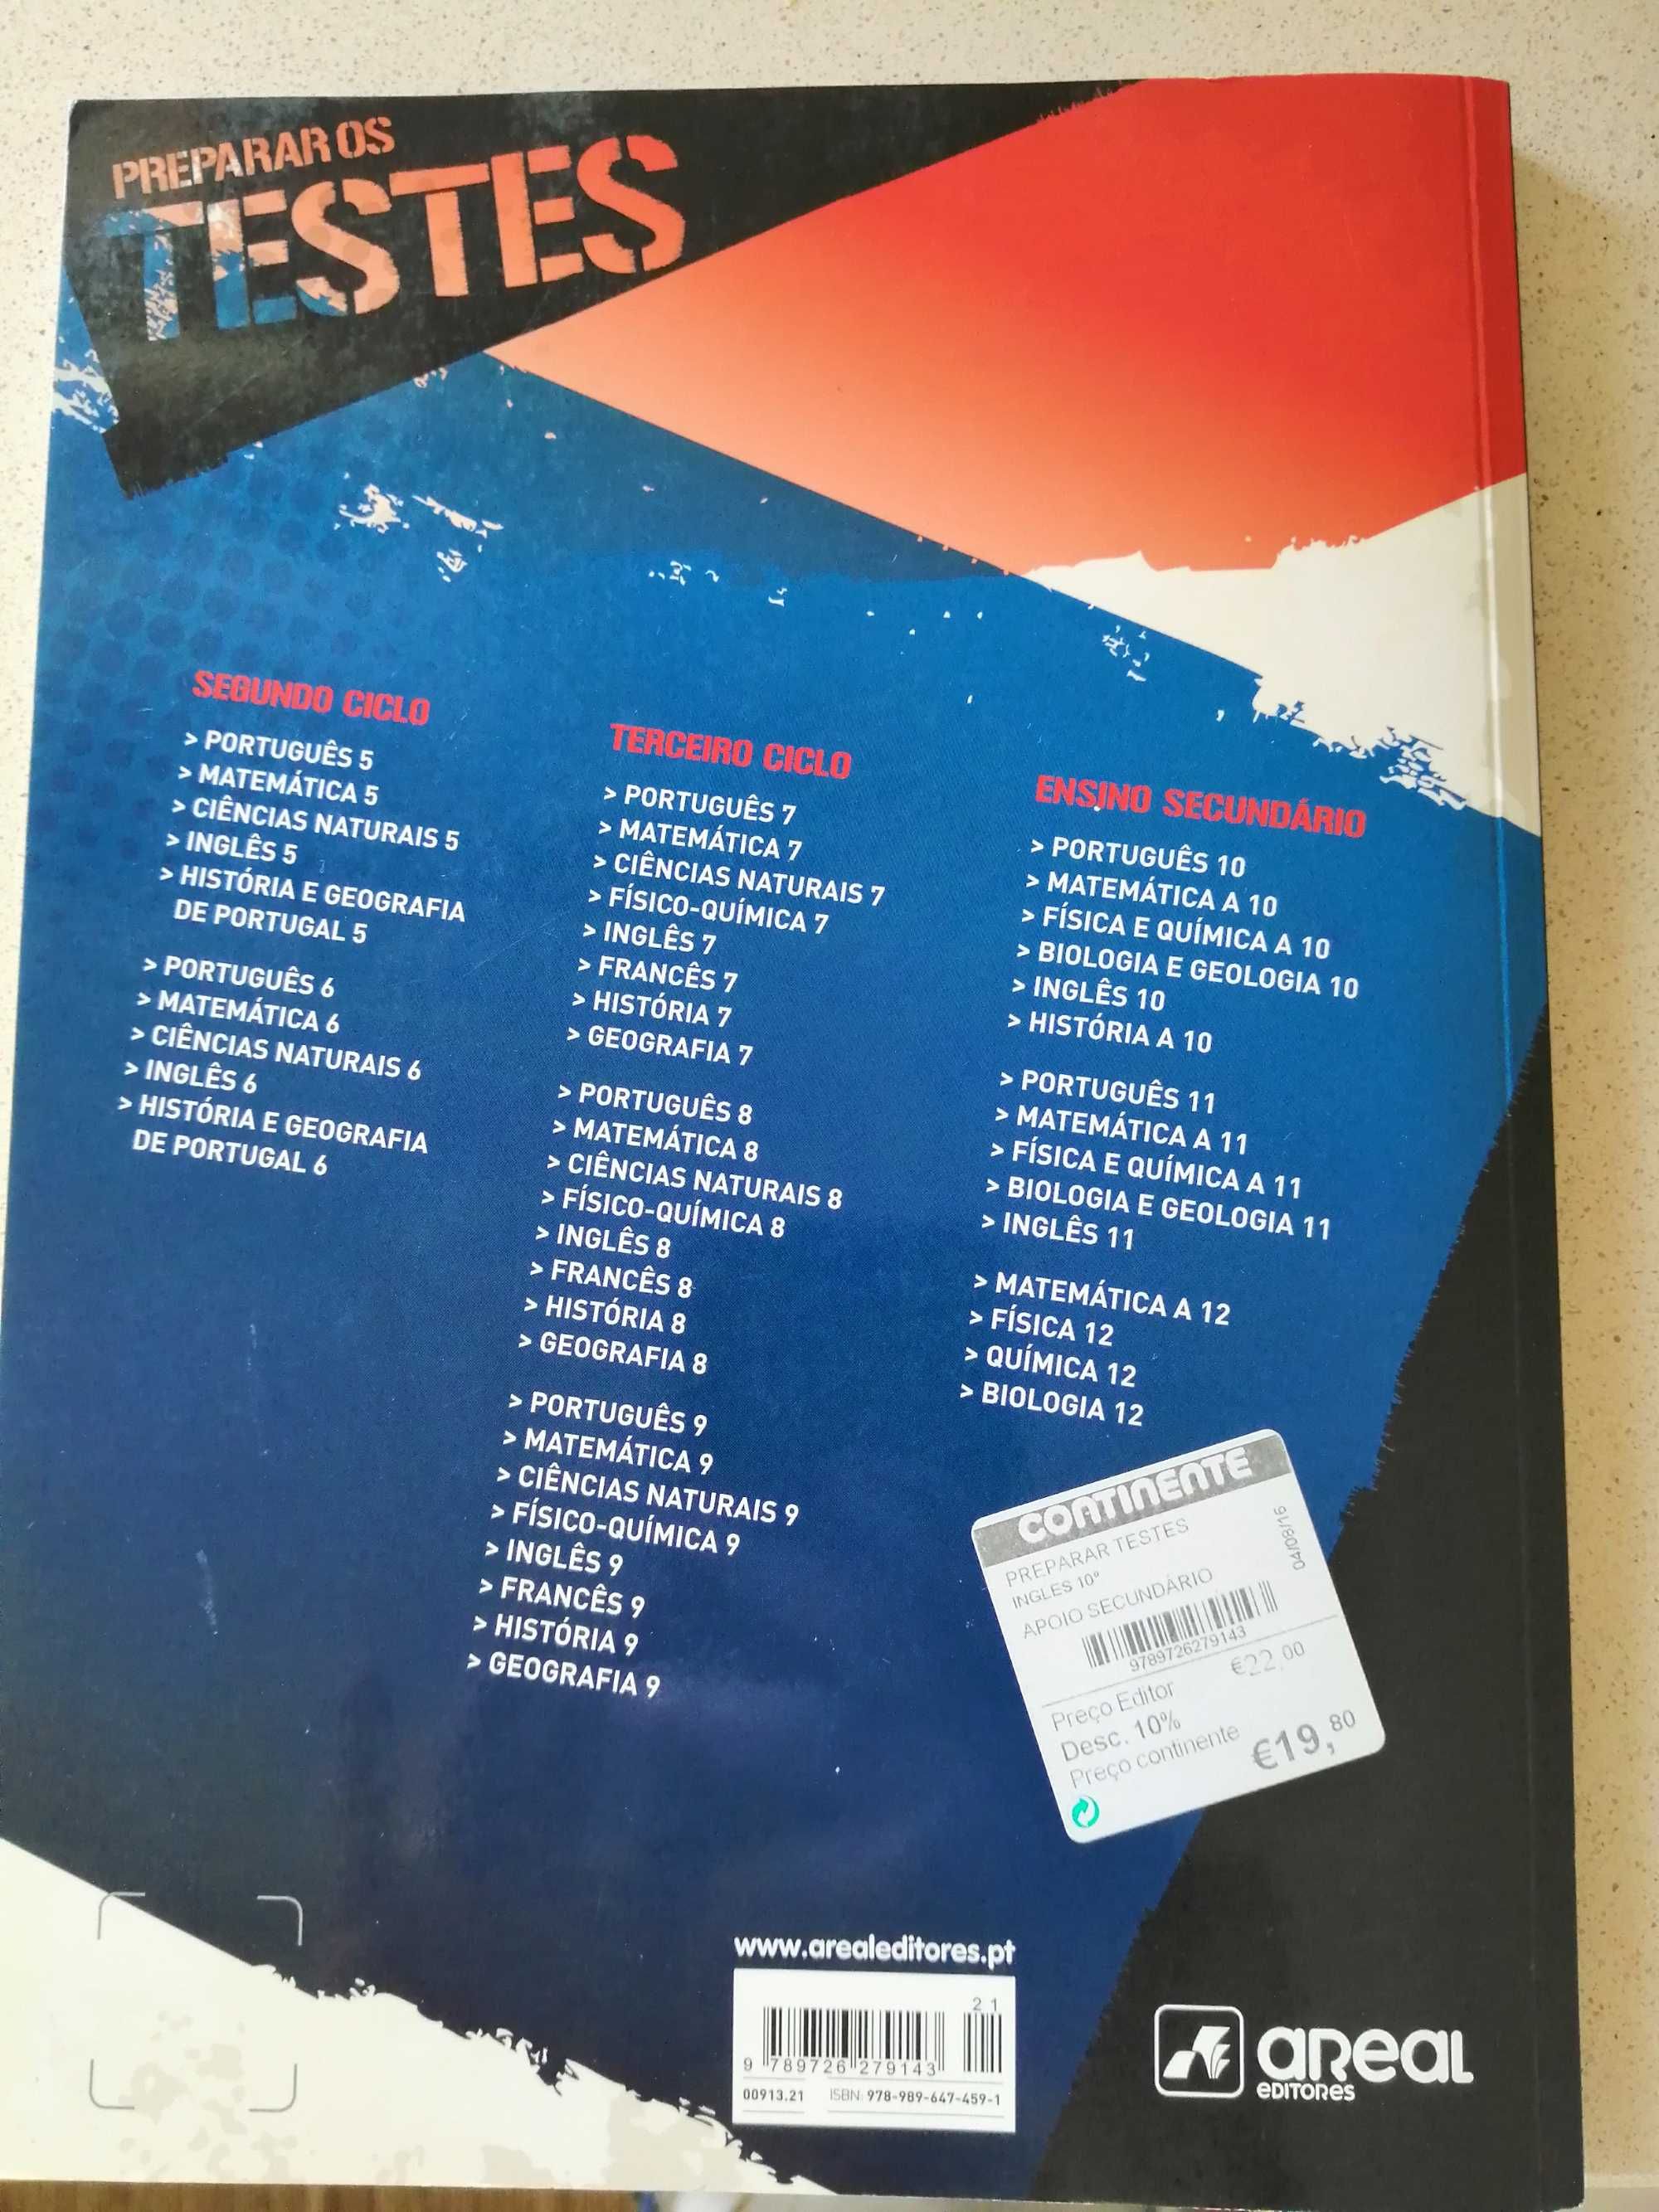 PREPARAR OS
TESTES
SEGUNDO CICLO
> PORTUGUÊS 5
> MATEMÁTICA 5
> CIÊNCIAS NATURAIS 5
> INGLÊS 5
> HISTÓRIA E GEOGRAFIA
DE PORTUGAL 5
> PORTUGUÊS 6
> MATEMÁTICA 6
> CIÊNCIAS NATURAIS 6
> INGLÊS 6
> HISTÓRIA E GEOGRAFIA
DE PORTUGAL 6
TERCEIRO CICLO
> PORTUGUÊS 7
> MATEMÁTICA 7
> CIÊNCIAS NATURAIS 7
> FÍSICO-QUÍMICA 7
> INGLÊS 7
> FRANCÊS 7
> HISTÓRIA 7
> GEOGRAFIA 7
> PORTUGUÊS 8
> MATEMÁTICA 8
> CIÊNCIAS NATURAIS 8
> FÍSICO-QUÍMICA 8
> INGLÊS 8
> FRANCÊS 8
> HISTÓRIA 8
> GEOGRAFIA 8
> PORTUGUÊS 9
> MATEMÁTICA 9
> CIÊNCIAS NATURAIS 9
> FÍSICO-QUÍMICA 9
> INGLÊS 9
> FRANCÊS 9
> HISTÓRIA 9
> GEOGRAFIA 9
ENSINO SECUNDÁRIO
> PORTUGUÊS 10
> MATEMÁTICA A 10
> FÍSICA E QUÍMICA A 10
> BIOLOGIA E GEOLOGIA 10
> INGLÊS 10
> HISTÓRIA A 10
> PORTUGUÊS 11
> MATEMÁTICA A 11
> FÍSICA E QUÍMICA A 11
> BIOLOGIA E GEOLOGIA 11
> INGLÊS 11
> MATEMÁTICA A 12
> FÍSICA 12
> QUÍMICA 12
> BIOLOGIA 12
CONTINENTE
PREPARAR TESTES
INGLES 10º
04/08/16
APOIO SECUNDÁRIO
9789726279143
Preço Editor €22,00
Desc. 10%
Preço continente €19,80
www.arealeditores.pt
21
9 789726 279143
00913.21 ISBN: 978-989-647-459-1
AREAL
EDITORES